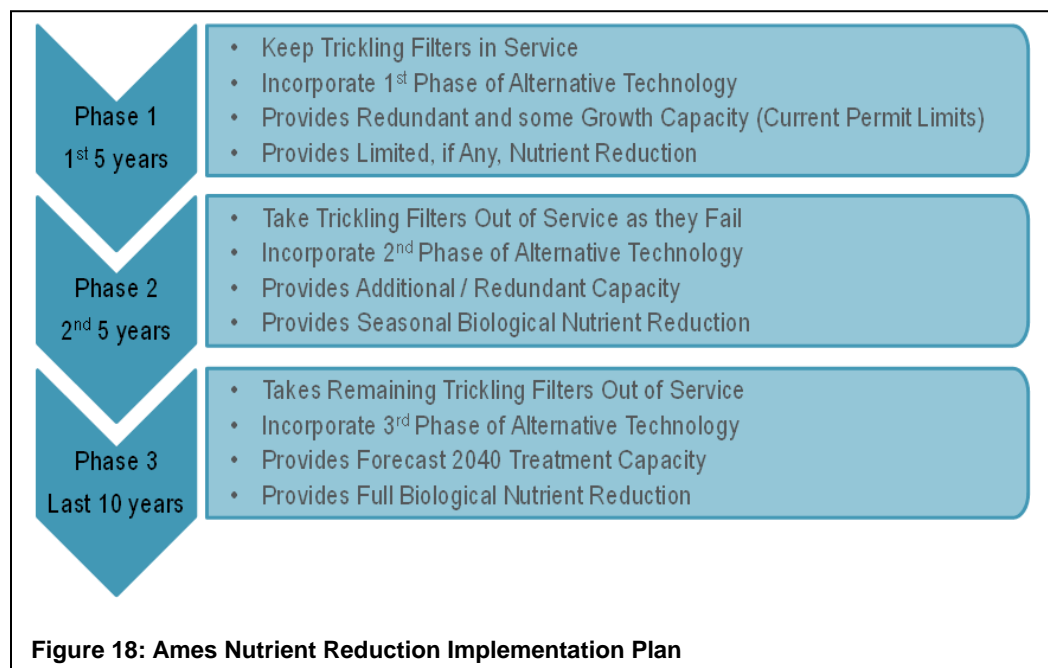 Phase 1
1st 5 years
• Keep Trickling Filters in Service
• Incorporate 1st Phase of Alternative Technology
• Provides Redundant and some Growth Capacity (Current Permit Limits)
• Provides Limited, if Any, Nutrient Reduction
Phase 2
2nd 5 years
• Take Trickling Filters Out of Service as they Fail
• Incorporate 2nd Phase of Alternative Technology
• Provides Additional / Redundant Capacity
• Provides Seasonal Biological Nutrient Reduction
Phase 3
Last 10 years
• Takes Remaining Trickling Filters Out of Service
• Incorporate 3rd Phase of Alternative Technology
• Provides Forecast 2040 Treatment Capacity
• Provides Full Biological Nutrient Reduction
Figure 18: Ames Nutrient Reduction Implementation Plan